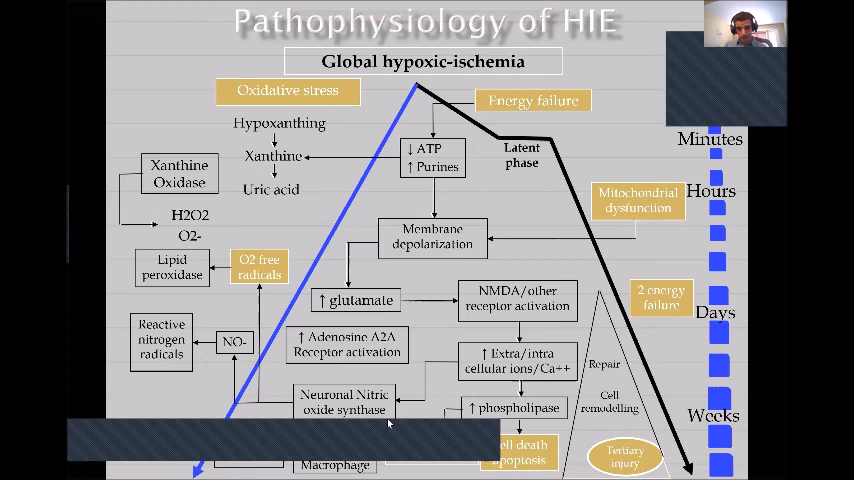 Pathophysiology of HIE
Global hypoxic-ischemia
Oxidative stress
Energy failure
Hypoxanthing
Minutes
↓ ATP
↑ Purines
Latent
phase
Xanthine
Xanthine
Oxidase
Uric acid
Mitochondrial
dysfunction
Hours
H2O2
O2-
Membrane
depolarization
Lipid
peroxidase
O2 free
radicals
↑ glutamate
NMDA/other
receptor activation
2 energy
failure
Days
Reactive
nitrogen
radicals
NO-
↑ Adenosine A2A
Receptor activation
↑ Extra/intra
cellular ions/Ca++
Repair
Neuronal Nitric
oxide synthase
↑ phospholipase
Cell
remodelling
Weeks
ell death
apoptosis
Tertiary
injury
Macrophage